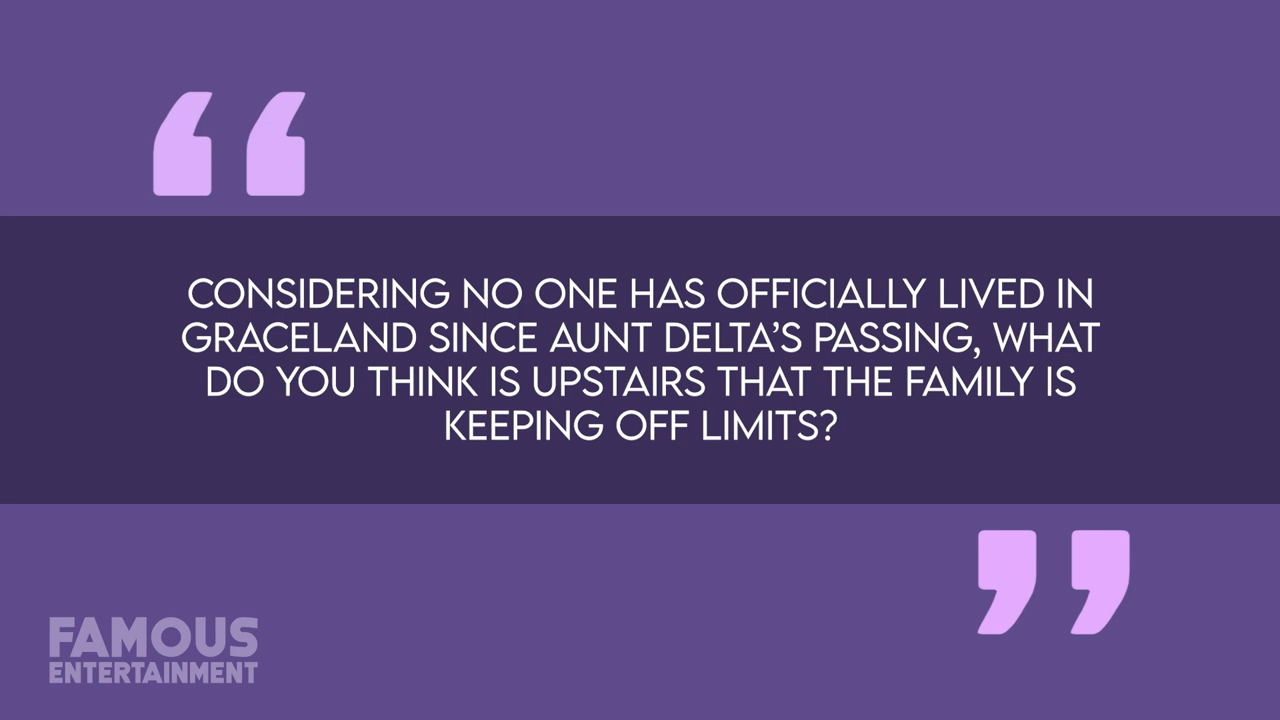 “
CONSIDERING NO ONE HAS OFFICIALLY LIVED IN
GRACELAND SINCE AUNT DELTA’S PASSING, WHAT
DO YOU THINK IS UPSTAIRS THAT THE FAMILY IS
KEEPING OFF LIMITS?
”
FAMOUS
ENTERTAINMENT